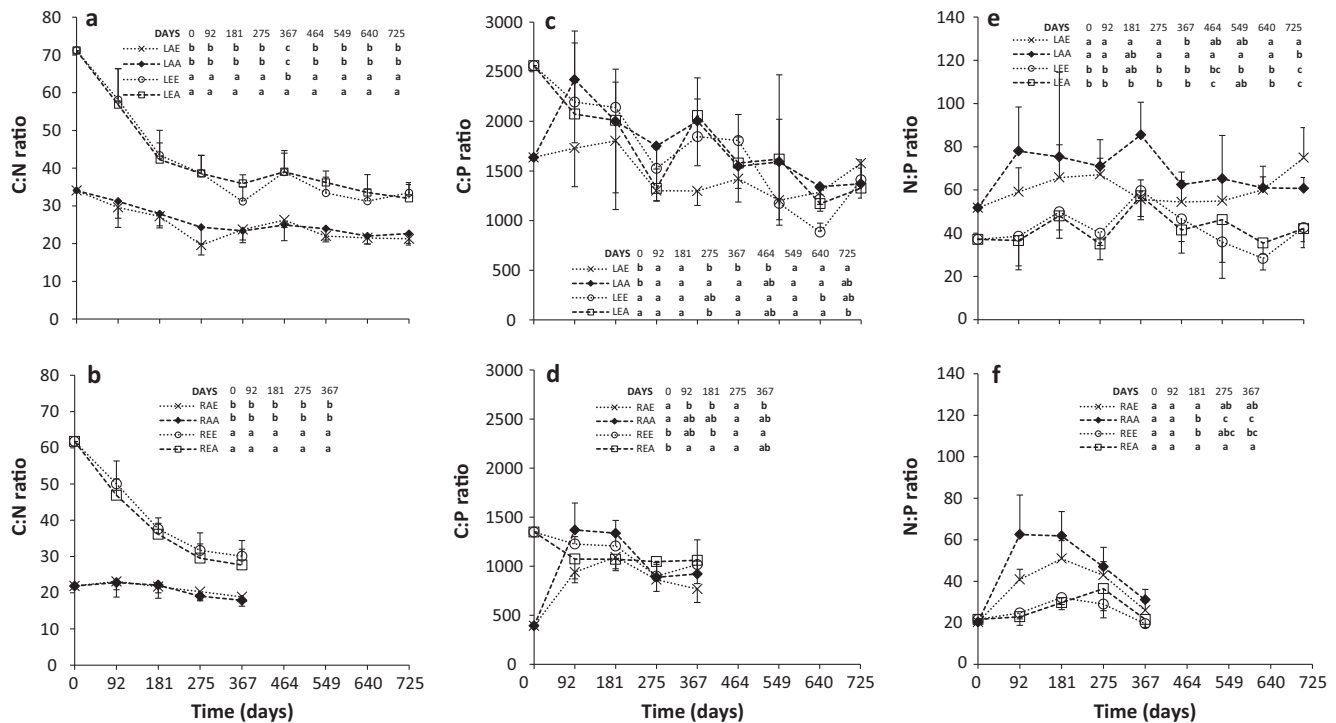 a
DAYS 0 92 181 275 367 464 549 640 725
LAE b b b b c b b b b
LAA b b b b c b b b b
LEE a a a a b a a a a
LEA a a a a a a a a a
C:N ratio
80
70
60
50
40
30
20
10
0
c
C:P ratio
3000
2500
2000
1500
1000
500
0
DAYS 0 92 181 275 367 464 549 640 725
LAE b a a b b b a a a
LAA b a a a a ab a a ab
LEE a a a ab a a a b ab
LEA a a a b a ab a a b
e
DAYS 0 92 181 275 367 464 549 640 725
LAE a a a a b ab ab a a
LAA a a ab a a a a a b
LEE b b ab b b bc b b c
LEA b b b b b c ab b c
N:P ratio
140
120
100
80
60
40
20
0
b
DAYS 0 92 181 275 367
RAE b b b b b
RAA b b b b b
REE a a a a a
REA a a a a a
C:N ratio
80
70
60
50
40
30
20
10
0
0 92 181 275 367 464 549 640 725
Time (days)
d
DAYS 0 92 181 275 367
RAE a b b a b
RAA a ab ab a ab
REE b ab b a a
REA b a a a ab
C:P ratio
3000
2500
2000
1500
1000
500
0
0 92 181 275 367 464 549 640 725
Time (days)
f
DAYS 0 92 181 275 367
RAE a a a ab ab
RAA a a b c c
REE a a b abc bc
REA a a a a a
N:P ratio
140
120
100
80
60
40
20
0
0 92 181 275 367 464 549 640 725
Time (days)